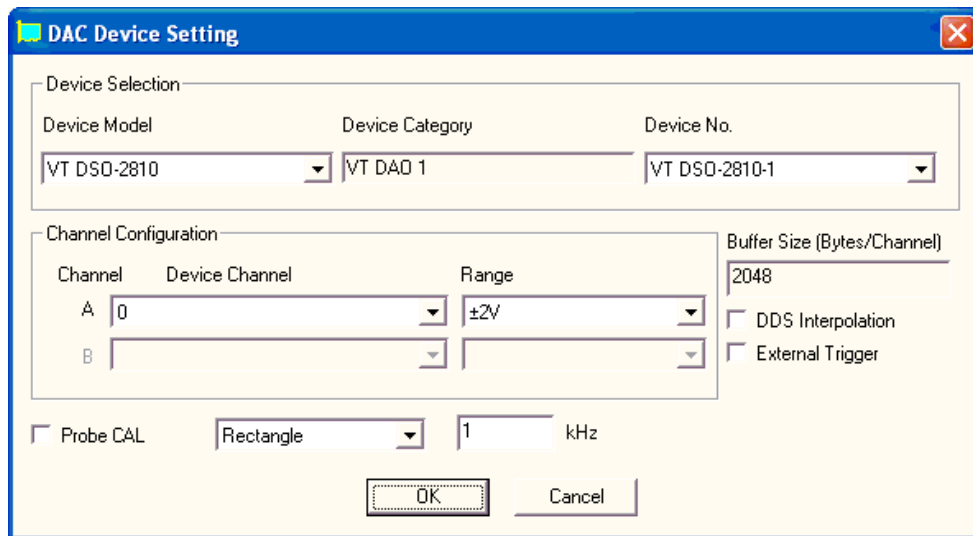 DAC Device Setting
Device Selection
Device Model Device Category Device No.
VT DSO-2810 VT DAO 1 VT DSO-2810-1
Channel Configuration
Buffer Size (Bytes/Channel)
Channel Device Channel Range
2048
A 0 ±2V
DDS Interpolation
B
External Trigger
Probe CAL Rectangle 1 kHz
OK Cancel